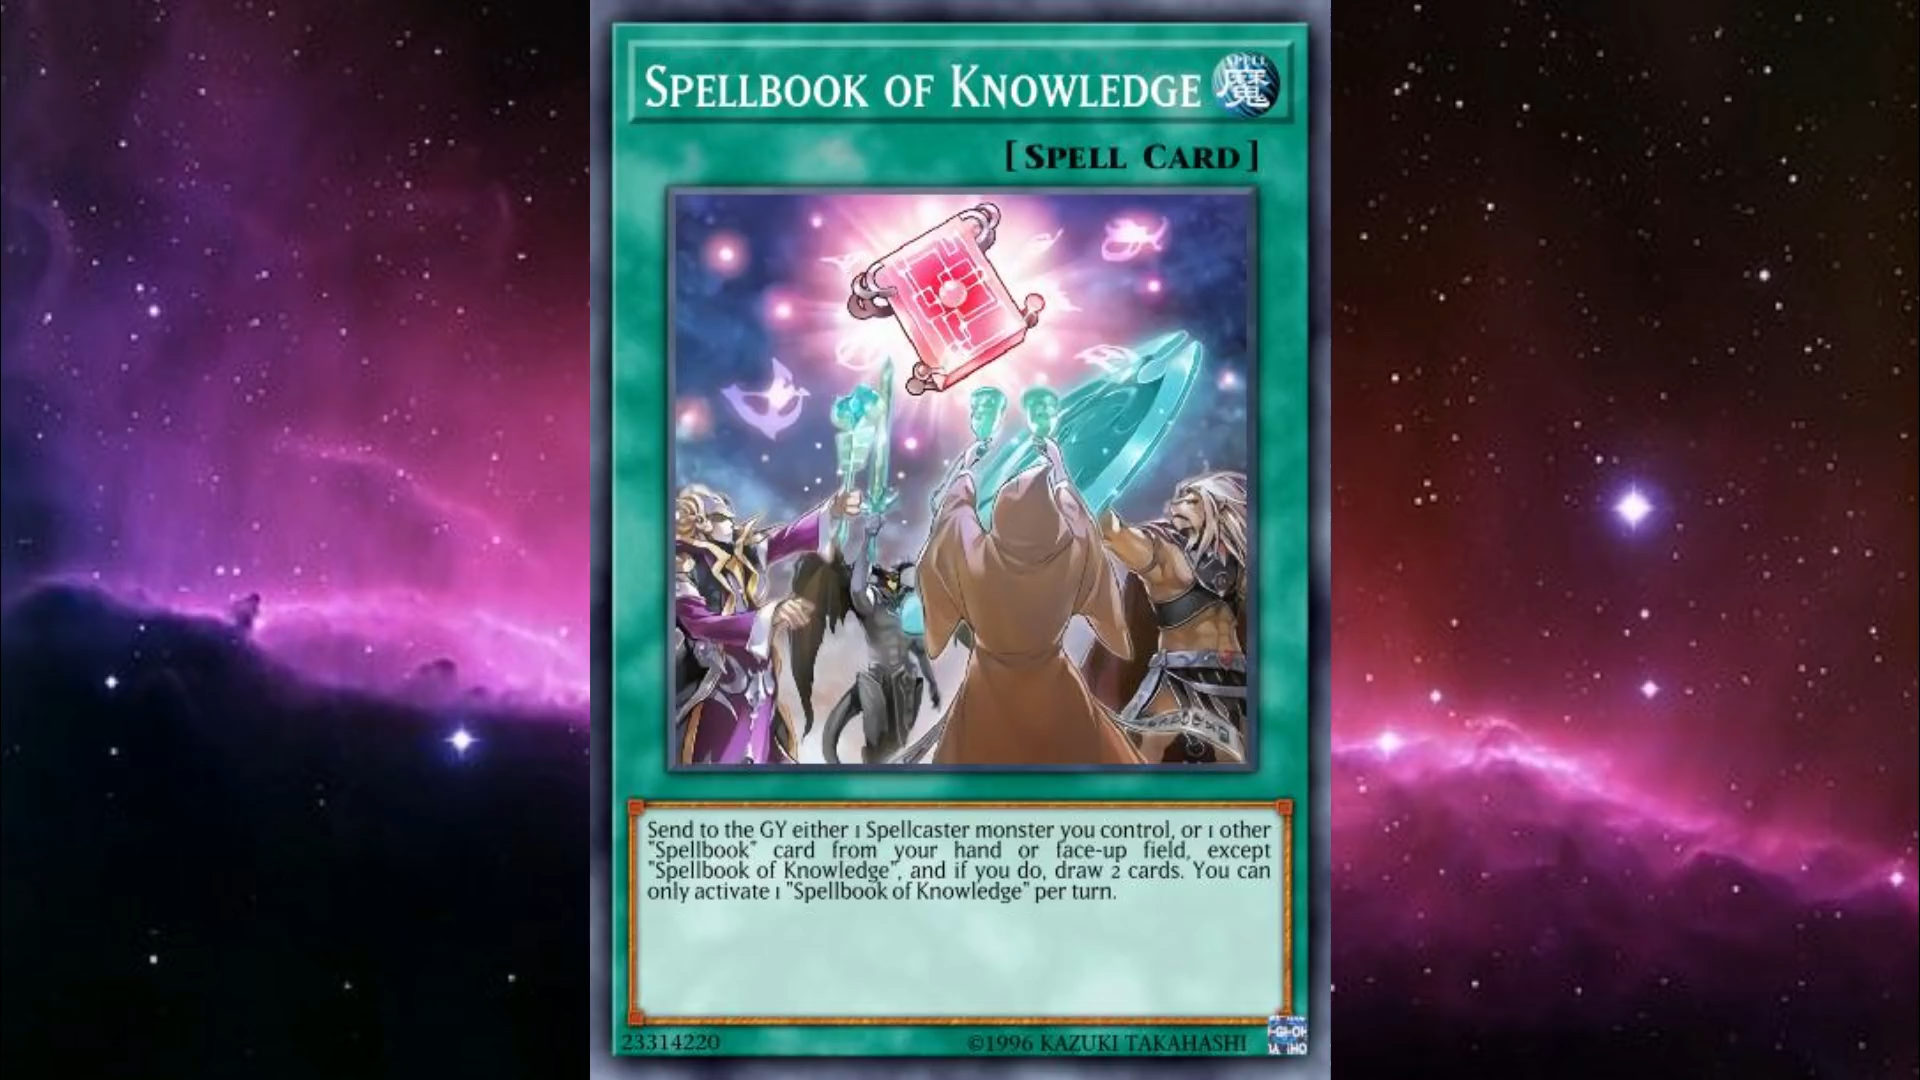 SPELLBOOK OF KNOWLEDGE
SPELL
魔
[ SPELL CARD ]
Send to the GY either 1 Spellcaster monster you control, or 1 other
"Spellbook" card from your hand or face-up field, except
"Spellbook of Knowledge", and if you do, draw 2 cards. You can
only activate 1 "Spellbook of Knowledge" per turn.
23314220
©1996 KAZUKI TAKAHASHI